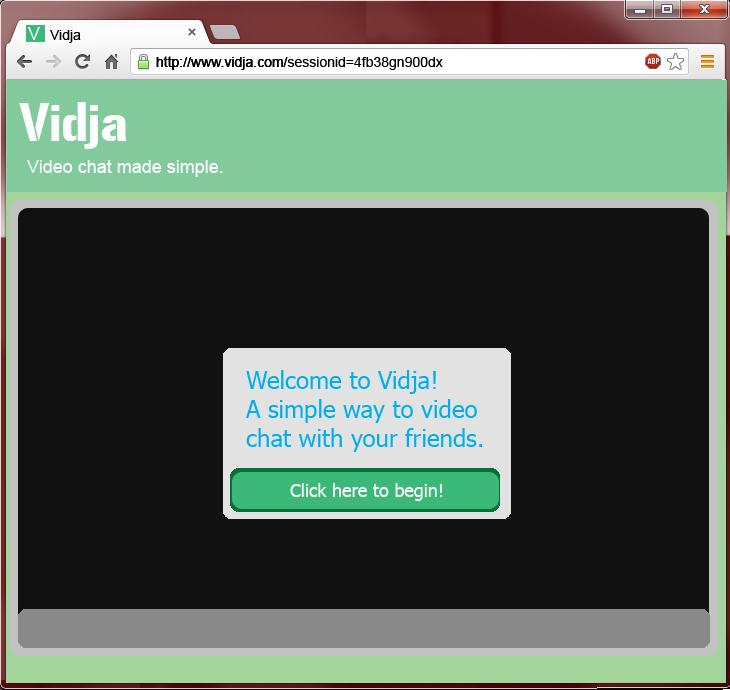 Vidja
http://www.vidja.com/sessionid=4fb38gn900dx
ABP
Vidja
Video chat made simple.
Welcome to Vidja!
A simple way to video
chat with your friends.
Click here to begin!